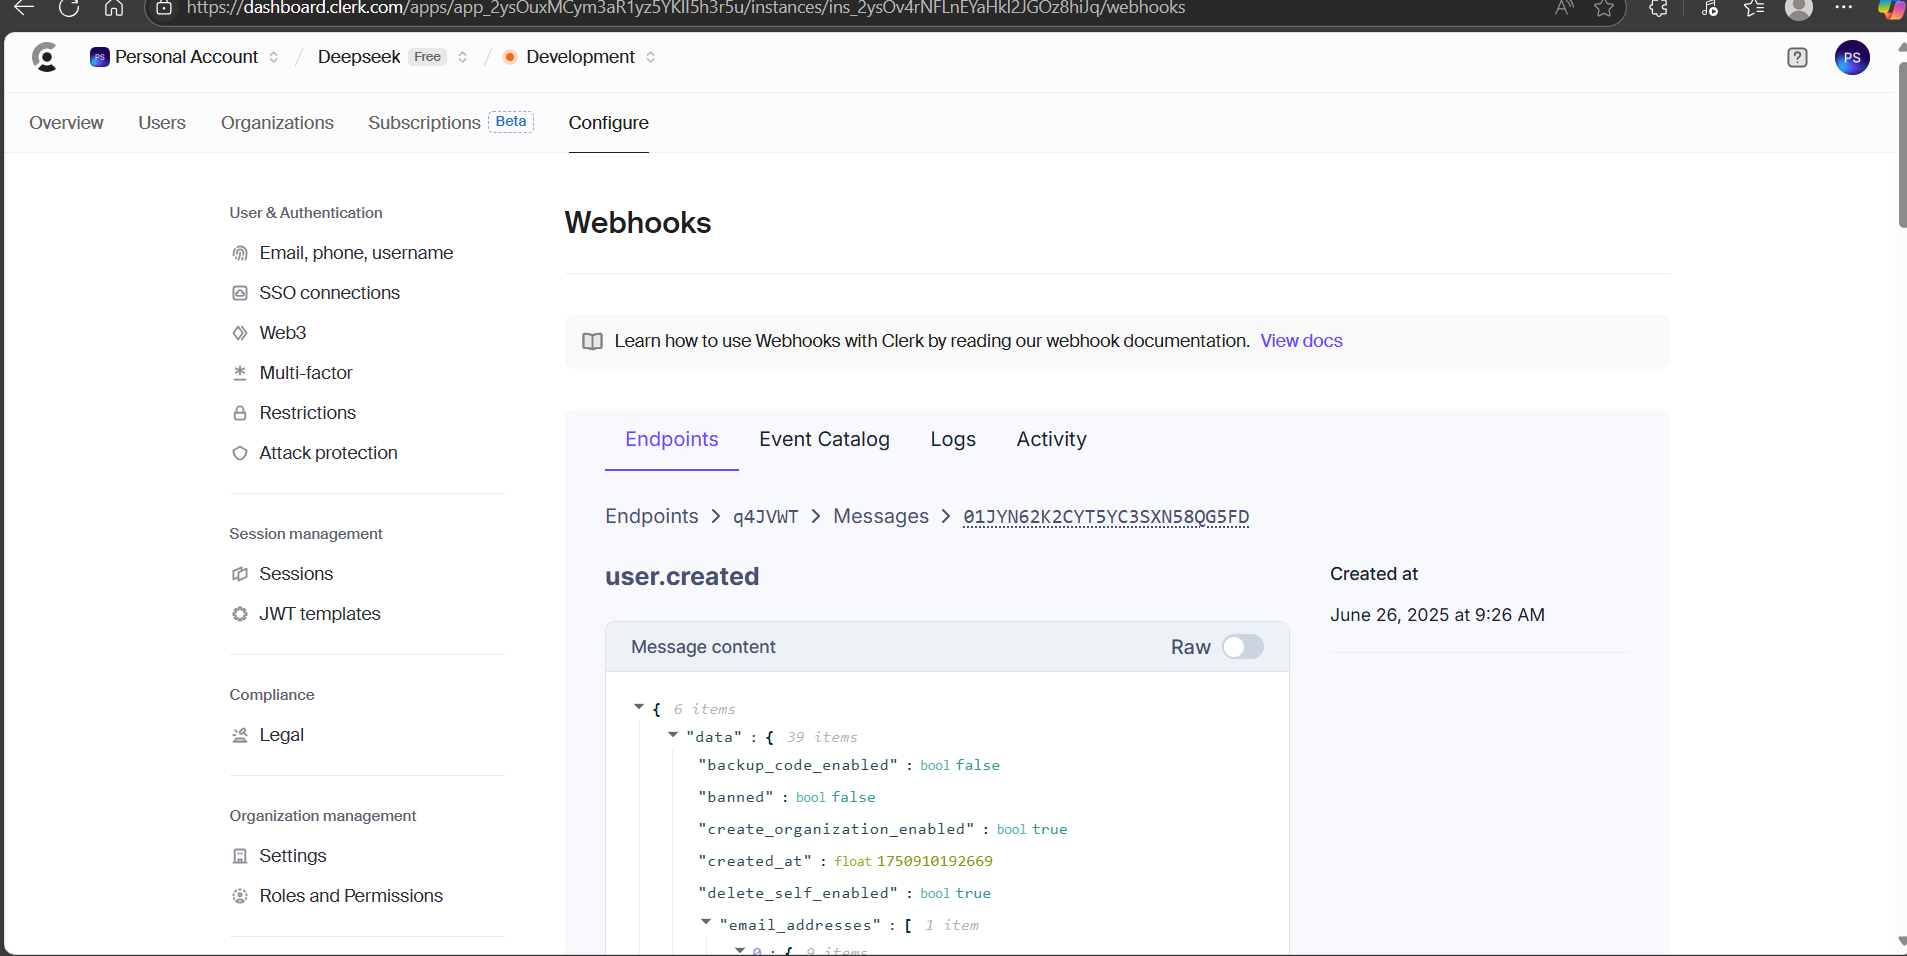 https://dashboard.clerk.com/apps/app_2ysOuxMCym3aR1yz5YKlI5h3r5u/instances/ins_2ysOv4rNFLnEYaHkl2JGOz8hiJq/webhooks
PS Personal Account / Deepseek Free / Development ? PS
Overview Users Organizations Subscriptions Beta Configure
User & Authentication
Email, phone, username
SSO connections
Web3
Multi-factor
Restrictions
Attack protection
Session management
Sessions
JWT templates
Compliance
Legal
Organization management
Settings
Roles and Permissions
Webhooks
Learn how to use Webhooks with Clerk by reading our webhook documentation. View docs
Endpoints Event Catalog Logs Activity
Endpoints > q4JVWT > Messages > 01JYN62K2CYT5YC3SXN58QG5FD
user.created
Created at
June 26, 2025 at 9:26 AM
Message content Raw
{ 6 items
"data" : { 39 items
"backup_code_enabled" : bool false
"banned" : bool false
"create_organization_enabled" : bool true
"created_at" : float 1750910192669
"delete_self_enabled" : bool true
"email_addresses" : [ 1 item
0 : { 9 items